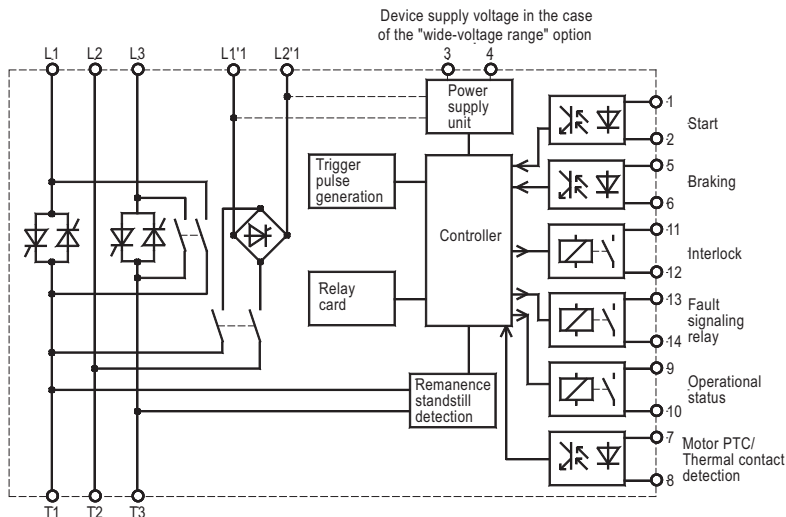 Device supply voltage in the case
of the "wide-voltage range" option
L1 L2 L3 L1'1 L2'1 3 4
Power
supply
unit
1
Start
2
Trigger
pulse
generation
5
Braking
6
Controller
11
Interlock
12
Relay
card
13
Fault
signaling
relay
14
9
Operational
status
10
Remanence
standstill
detection
7
Motor PTC/
Thermal contact
detection
8
T1 T2 T3